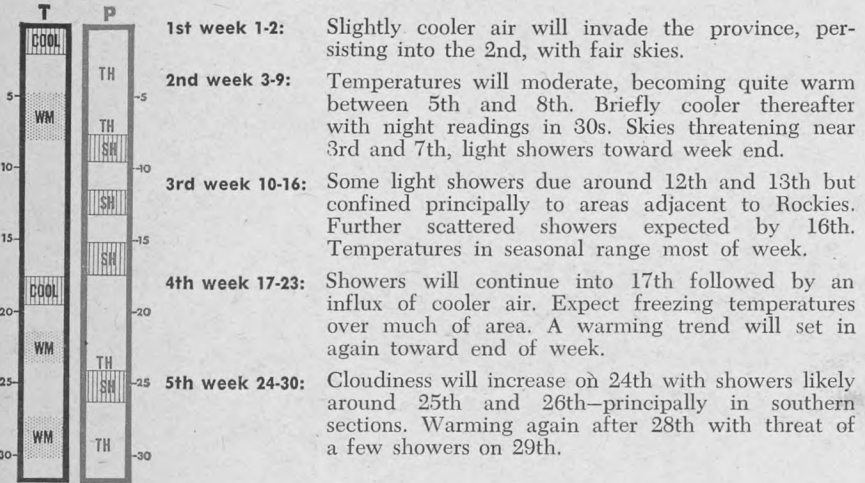 T P
COOL
TH
5 5
WM
TH
SH
10 10
SH
15 15
SH
COOL
20 20
WM
TH
25 SH 25
WM
TH
30 30
1st week 1-2: Slightly cooler air will invade the province, per-
sisting into the 2nd, with fair skies.
2nd week 3-9: Temperatures will moderate, becoming quite warm
between 5th and 8th. Briefly cooler thereafter
with night readings in 30s. Skies threatening near
3rd and 7th, light showers toward week end.
3rd week 10-16: Some light showers due around 12th and 13th but
confined principally to areas adjacent to Rockies.
Further scattered showers expected by 16th.
Temperatures in seasonal range most of week.
4th week 17-23: Showers will continue into 17th followed by an
influx of cooler air. Expect freezing temperatures
over much of area. A warming trend will set in
again toward end of week.
5th week 24-30: Cloudiness will increase on 24th with showers likely
around 25th and 26th—principally in southern
sections. Warming again after 28th with threat of
a few showers on 29th.